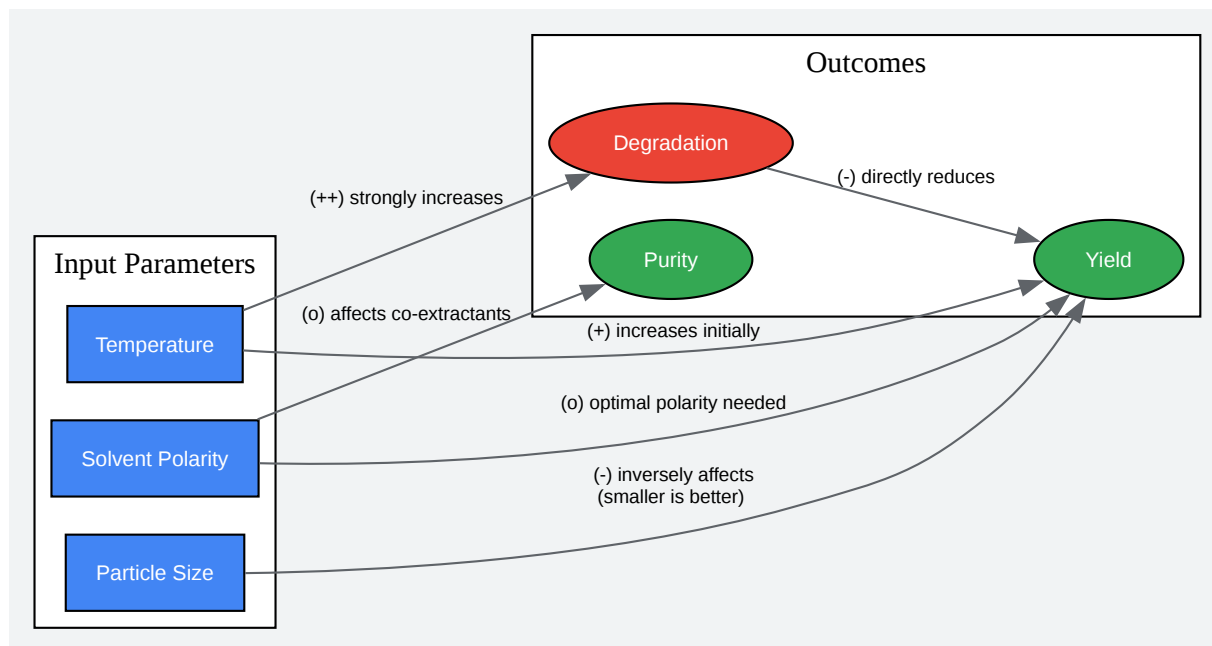 Outcomes
Degradation
(-) directly reduces
(++) strongly increases
Purity
Yield
Input Parameters
(o) affects co-extractants
Temperature
(+) increases initially
(o) optimal polarity needed
Solvent Polarity
(-) inversely affects
(smaller is better)
Particle Size